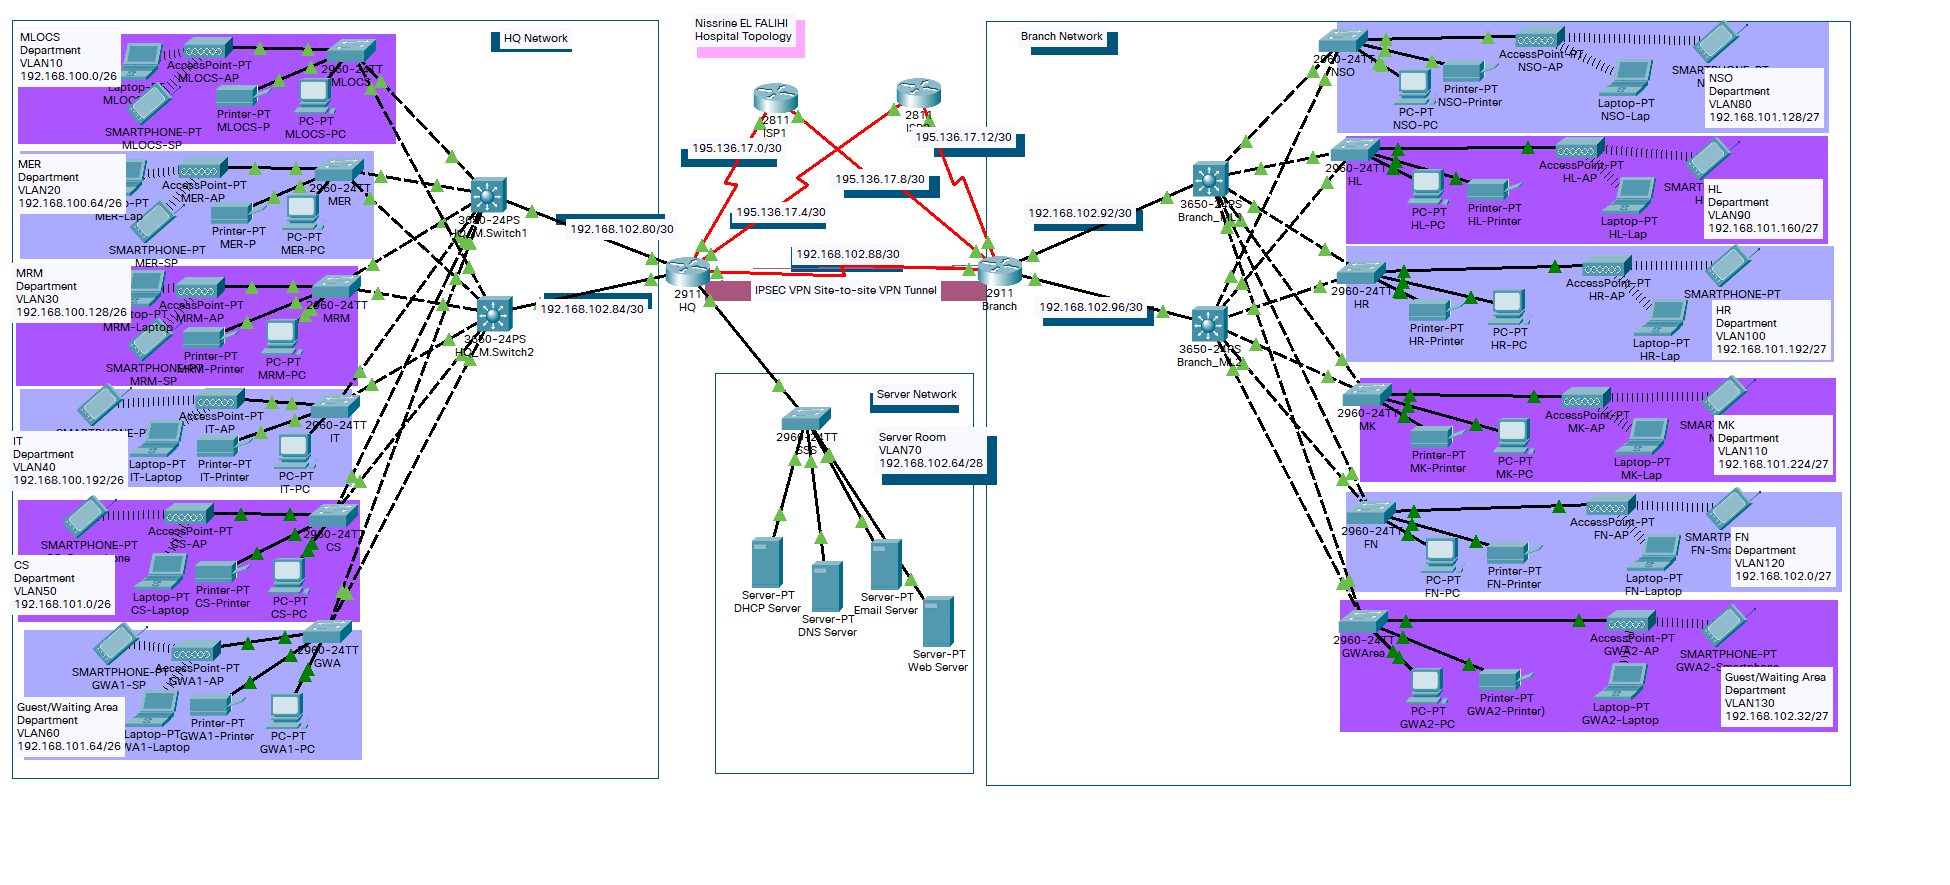 MLOCS
Department
VLAN10
192.168.100.0/26
AccessPoint-PT
MLOCS-AP
2960-24TT
MLOCS
Printer-PT
MLOCS-P
PC-PT
MLOCS-PC
SMARTPHONE-PT
MLOCS-SP
MER
Department
VLAN20
192.168.100.64/26
AccessPoint-PT
MER-AP
2960-24TT
MER
MER-Lap
Printer-PT
MER-P
PC-PT
MER-PC
SMARTPHONE-PT
MER-SP
MRM
Department
VLAN30
192.168.100.128/26
AccessPoint-PT
MRM-AP
2960-24TT
MRM
MRM-Laptop
Printer-PT
MRM-Printer
PC-PT
MRM-PC
MRM-SP
AccessPoint-PT
IT-AP
2960-24TT
IT
IT
Department
VLAN40
192.168.100.192/26
Laptop-PT
IT-Laptop
Printer-PT
IT-Printer
PC-PT
IT-PC
AccessPoint-PT
CS-AP
2960-24TT
CS
SMARTPHONE-PT
CS
Department
VLAN50
192.168.101.0/26
Laptop-PT
CS-Laptop
Printer-PT
CS-Printer
PC-PT
CS-PC
2960-24TT
GWA
SMARTPHONE-PT
GWA1-SP
AccessPoint-PT
GWA1-AP
Guest/Waiting Area
Department
VLAN60
192.168.101.64/26
Laptop-PT
GWA1-Laptop
Printer-PT
GWA1-Printer
PC-PT
GWA1-PC
HQ Network
3650-24PS
HQ_M.Switch1
3650-24PS
HQ_M.Switch2
Nissrine EL FALIHI
Hospital Topology
2811
ISP1
2811
195.136.17.0/30
195.136.17.12/30
195.136.17.8/30
195.136.17.4/30
192.168.102.80/30
192.168.102.84/30
192.168.102.88/30
IPSEC VPN Site-to-site VPN Tunnel
2911
HQ
2911
Branch
Server Network
Server Room
VLAN70
192.168.102.64/28
2960-24TT
SSS
Server-PT
DHCP Server
Server-PT
DNS Server
Server-PT
Email Server
Server-PT
Web Server
Branch Network
192.168.102.92/30
192.168.102.96/30
3650-24PS
Branch_ML1
3650-24PS
Branch_ML2
2960-24TT
NSO
AccessPoint-PT
NSO-AP
PC-PT
NSO-PC
Printer-PT
NSO-Printer
Laptop-PT
NSO-Lap
NSO
Department
VLAN80
192.168.101.128/27
2960-24TT
HL
AccessPoint-PT
HL-AP
PC-PT
HL-PC
Printer-PT
HL-Printer
Laptop-PT
HL-Lap
HL
Department
VLAN90
192.168.101.160/27
2960-24TT
HR
AccessPoint-PT
HR-AP
SMARTPHONE-PT
Printer-PT
HR-Printer
PC-PT
HR-PC
Laptop-PT
HR-Lap
HR
Department
VLAN100
192.168.101.192/27
2960-24TT
MK
AccessPoint-PT
MK-AP
Printer-PT
MK-Printer
PC-PT
MK-PC
Laptop-PT
MK-Lap
MK
Department
VLAN110
192.168.101.224/27
2960-24TT
FN
AccessPoint-PT
FN-AP
PC-PT
FN-PC
Printer-PT
FN-Printer
Laptop-PT
FN-Laptop
FN
Department
VLAN120
192.168.102.0/27
2960-24TT
GWArea
AccessPoint-PT
GWA2-AP
SMARTPHONE-PT
GWA2-Smartphone
PC-PT
GWA2-PC
Printer-PT
GWA2-Printer)
Laptop-PT
GWA2-Laptop
Guest/Waiting Area
Department
VLAN130
192.168.102.32/27